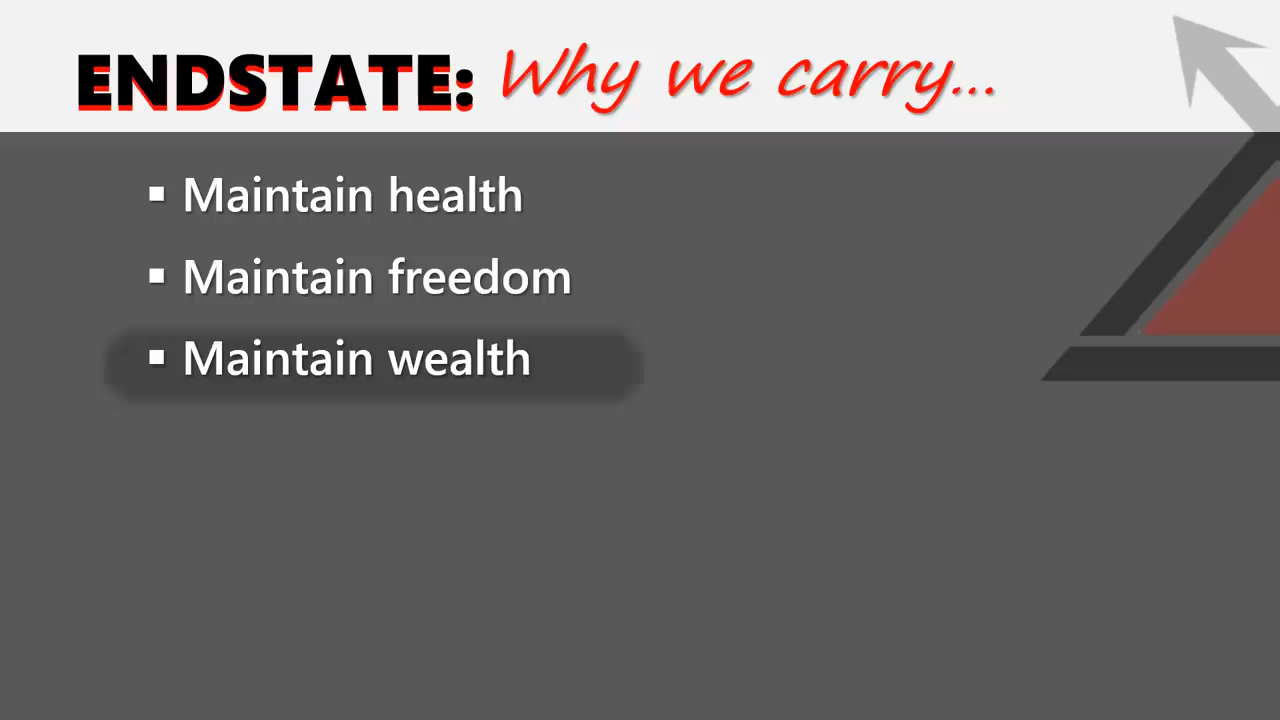 ENDSTATE: Why we carry...
▪ Maintain health
▪ Maintain freedom
▪ Maintain wealth